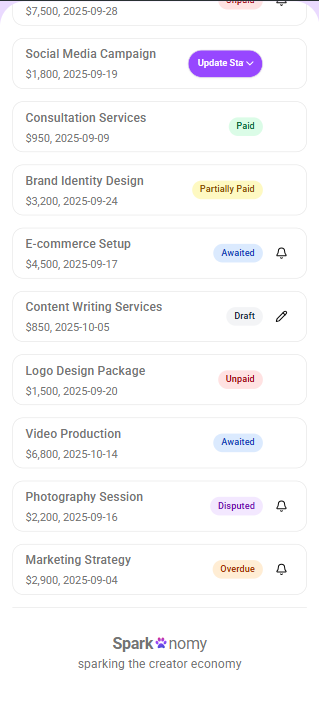 $7,500, 2025-09-28
Unpaid
Social Media Campaign
$1,800, 2025-09-19
Update Sta
Consultation Services
$950, 2025-09-09
Paid
Brand Identity Design
$3,200, 2025-09-24
Partially Paid
E-commerce Setup
$4,500, 2025-09-17
Awaited
Content Writing Services
$850, 2025-10-05
Draft
Logo Design Package
$1,500, 2025-09-20
Unpaid
Video Production
$6,800, 2025-10-14
Awaited
Photography Session
$2,200, 2025-09-16
Disputed
Marketing Strategy
$2,900, 2025-09-04
Overdue
Spark nomy
sparking the creator economy